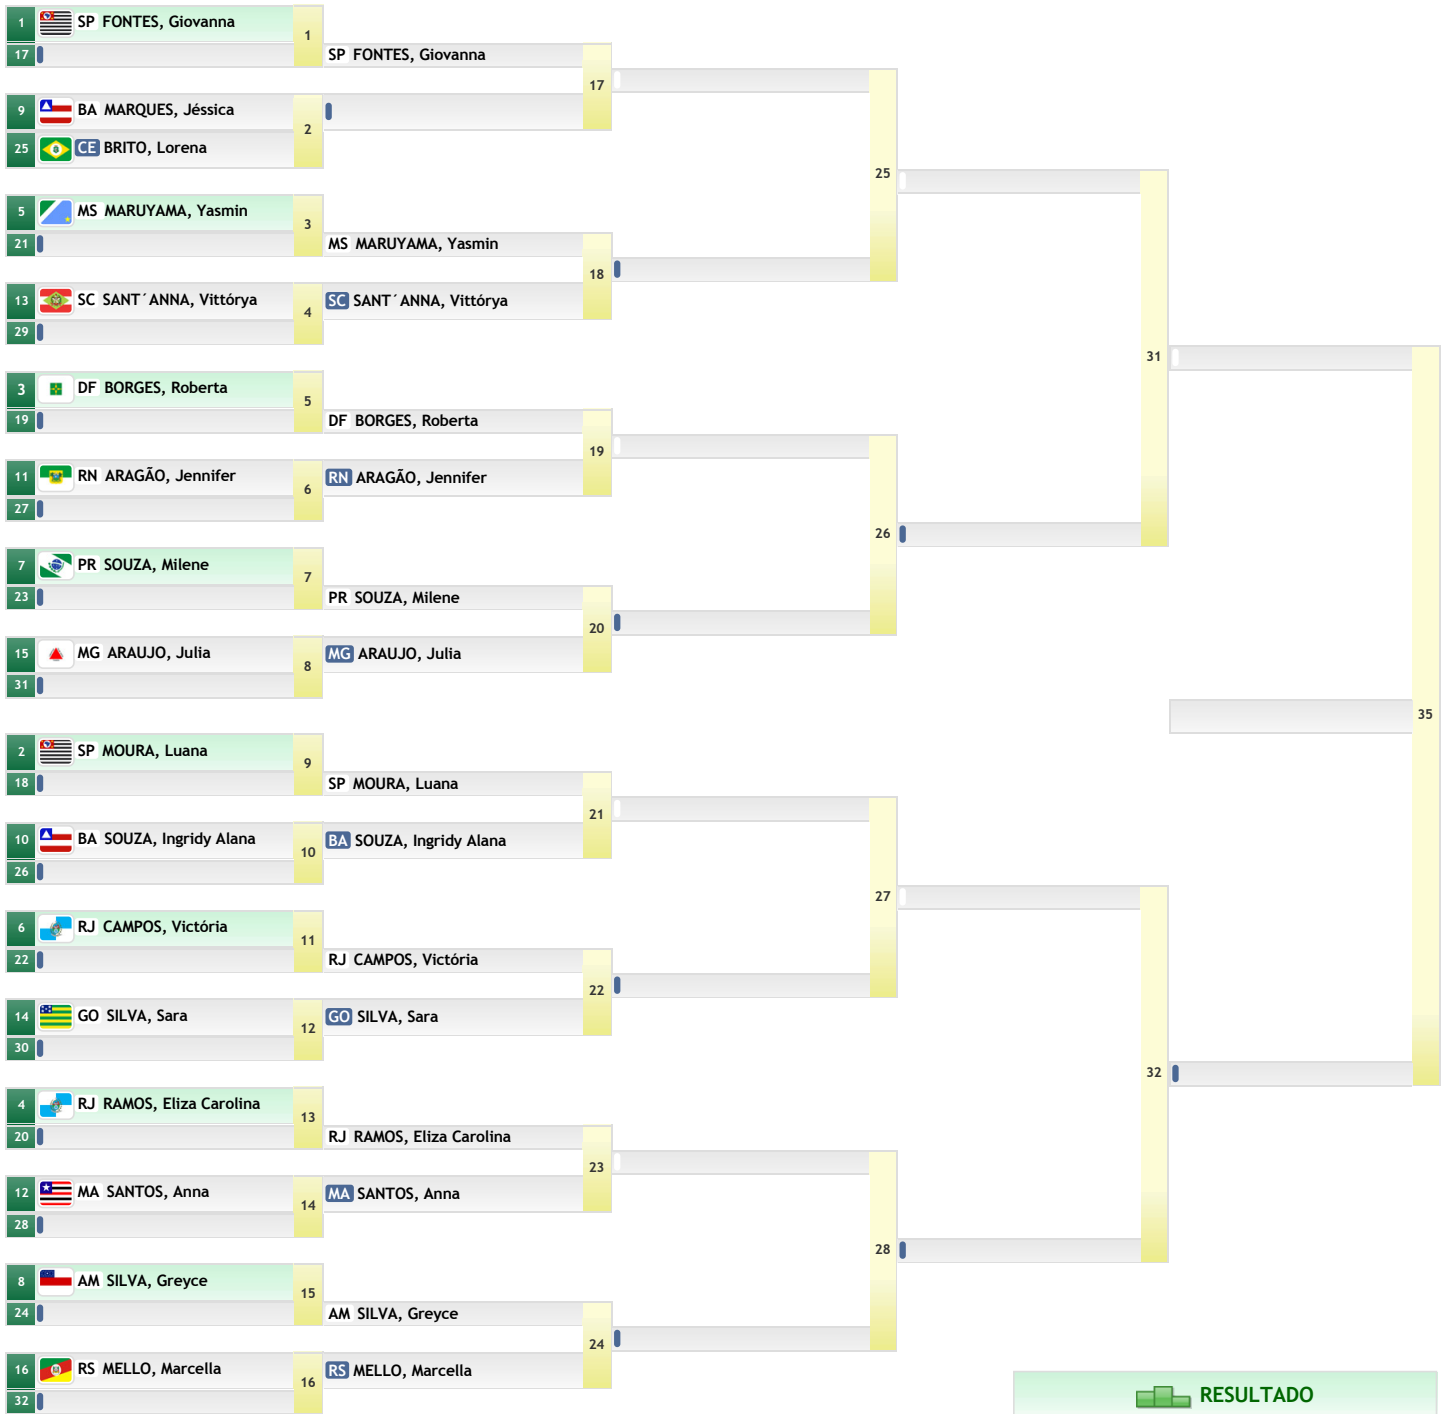 1 SP FONTES, Giovanna
17
1
9 BA MARQUES, Jéssica
25 CE BRITO, Lorena
2
5 MS MARUYAMA, Yasmin
21
3
13 SC SANT´ANNA, Vittórya
29
4
3 DF BORGES, Roberta
19
5
11 RN ARAGÃO, Jennifer
27
6
7 PR SOUZA, Milene
23
7
15 MG ARAUJO, Julia
31
8
2 SP MOURA, Luana
18
9
10 BA SOUZA, Ingridy Alana
26
10
6 RJ CAMPOS, Victória
22
11
14 GO SILVA, Sara
30
12
4 RJ RAMOS, Eliza Carolina
20
13
12 MA SANTOS, Anna
28
14
8 AM SILVA, Greyce
24
15
16 RS MELLO, Marcella
32
16
SP FONTES, Giovanna
17
MS MARUYAMA, Yasmin
SC SANT´ANNA, Vittórya
18
DF BORGES, Roberta
RN ARAGÃO, Jennifer
19
PR SOUZA, Milene
MG ARAUJO, Julia
20
SP MOURA, Luana
BA SOUZA, Ingridy Alana
21
RJ CAMPOS, Victória
GO SILVA, Sara
22
RJ RAMOS, Eliza Carolina
MA SANTOS, Anna
23
AM SILVA, Greyce
RS MELLO, Marcella
24
25
26
27
28
31
32
35
RESULTADO